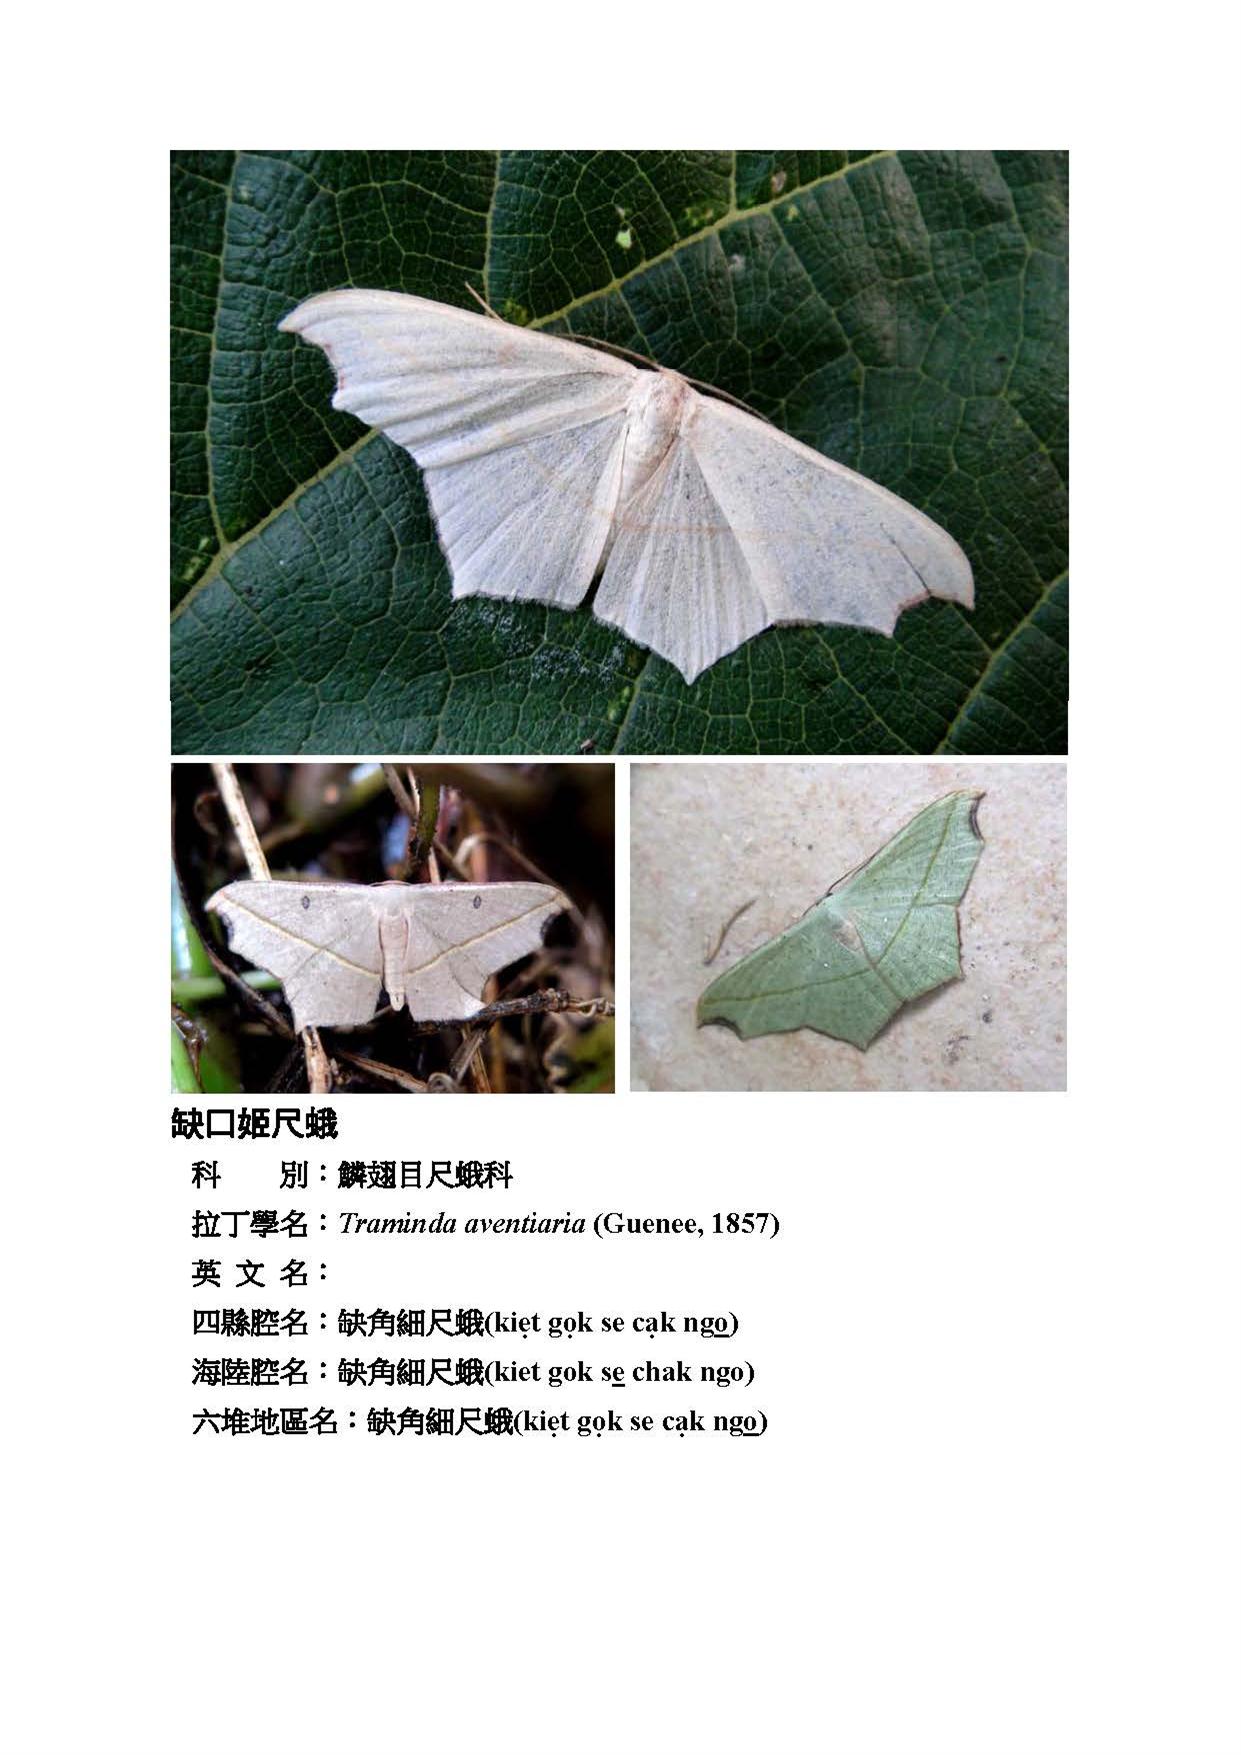 缺口姬尺蛾
科　　別：鱗翅目尺蛾科
拉丁學名：Traminda aventiaria (Guenee, 1857)
英 文 名：
四縣腔名：缺角細尺蛾(kiẹt gọk se cạk ngo̲)
海陸腔名：缺角細尺蛾(kiet gok se̲ chak ngo)
六堆地區名：缺角細尺蛾(kiẹt gọk se cạk ngo̲)